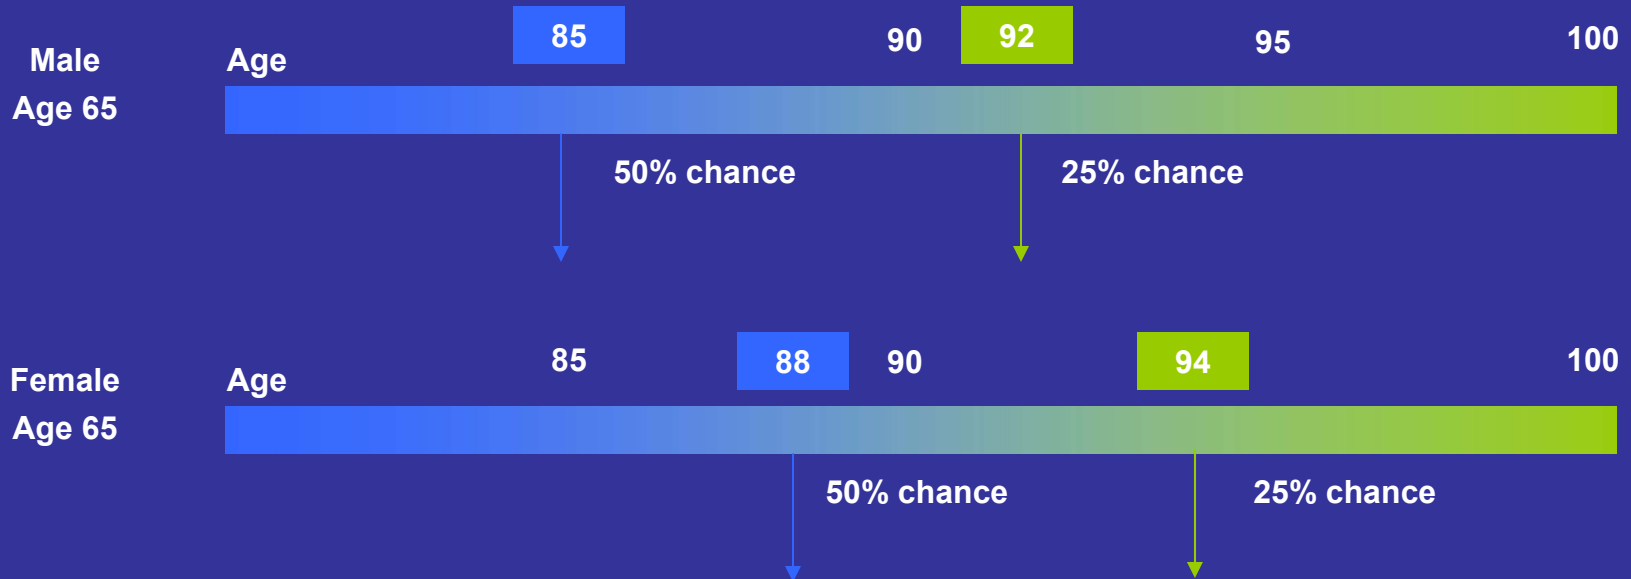 85 90 92 95 100
Male Age
Age 65
50% chance 25% chance
85 88 90 94 100
Female Age
Age 65
50% chance 25% chance